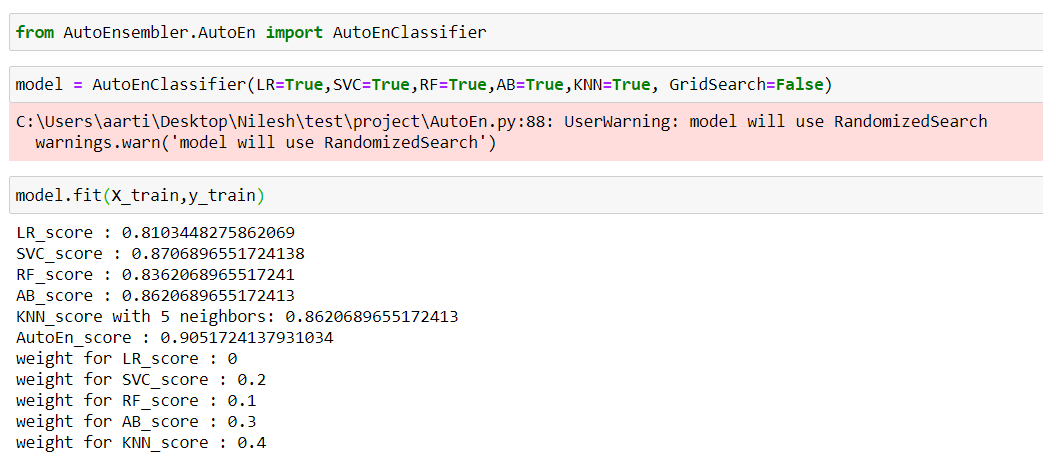 from AutoEnsembler.AutoEn import AutoEnClassifier
model = AutoEnClassifier(LR=True,SVC=True,RF=True,AB=True,KNN=True, GridSearch=False)
C:\Users\aarti\Desktop\Nilesh\test\project\AutoEn.py:88: UserWarning: model will use RandomizedSearch
  warnings.warn('model will use RandomizedSearch')
model.fit(X_train,y_train)
LR_score : 0.8103448275862069
SVC_score : 0.8706896551724138
RF_score : 0.8362068965517241
AB_score : 0.8620689655172413
KNN_score with 5 neighbors: 0.8620689655172413
AutoEn_score : 0.9051724137931034
weight for LR_score : 0
weight for SVC_score : 0.2
weight for RF_score : 0.1
weight for AB_score : 0.3
weight for KNN_score : 0.4